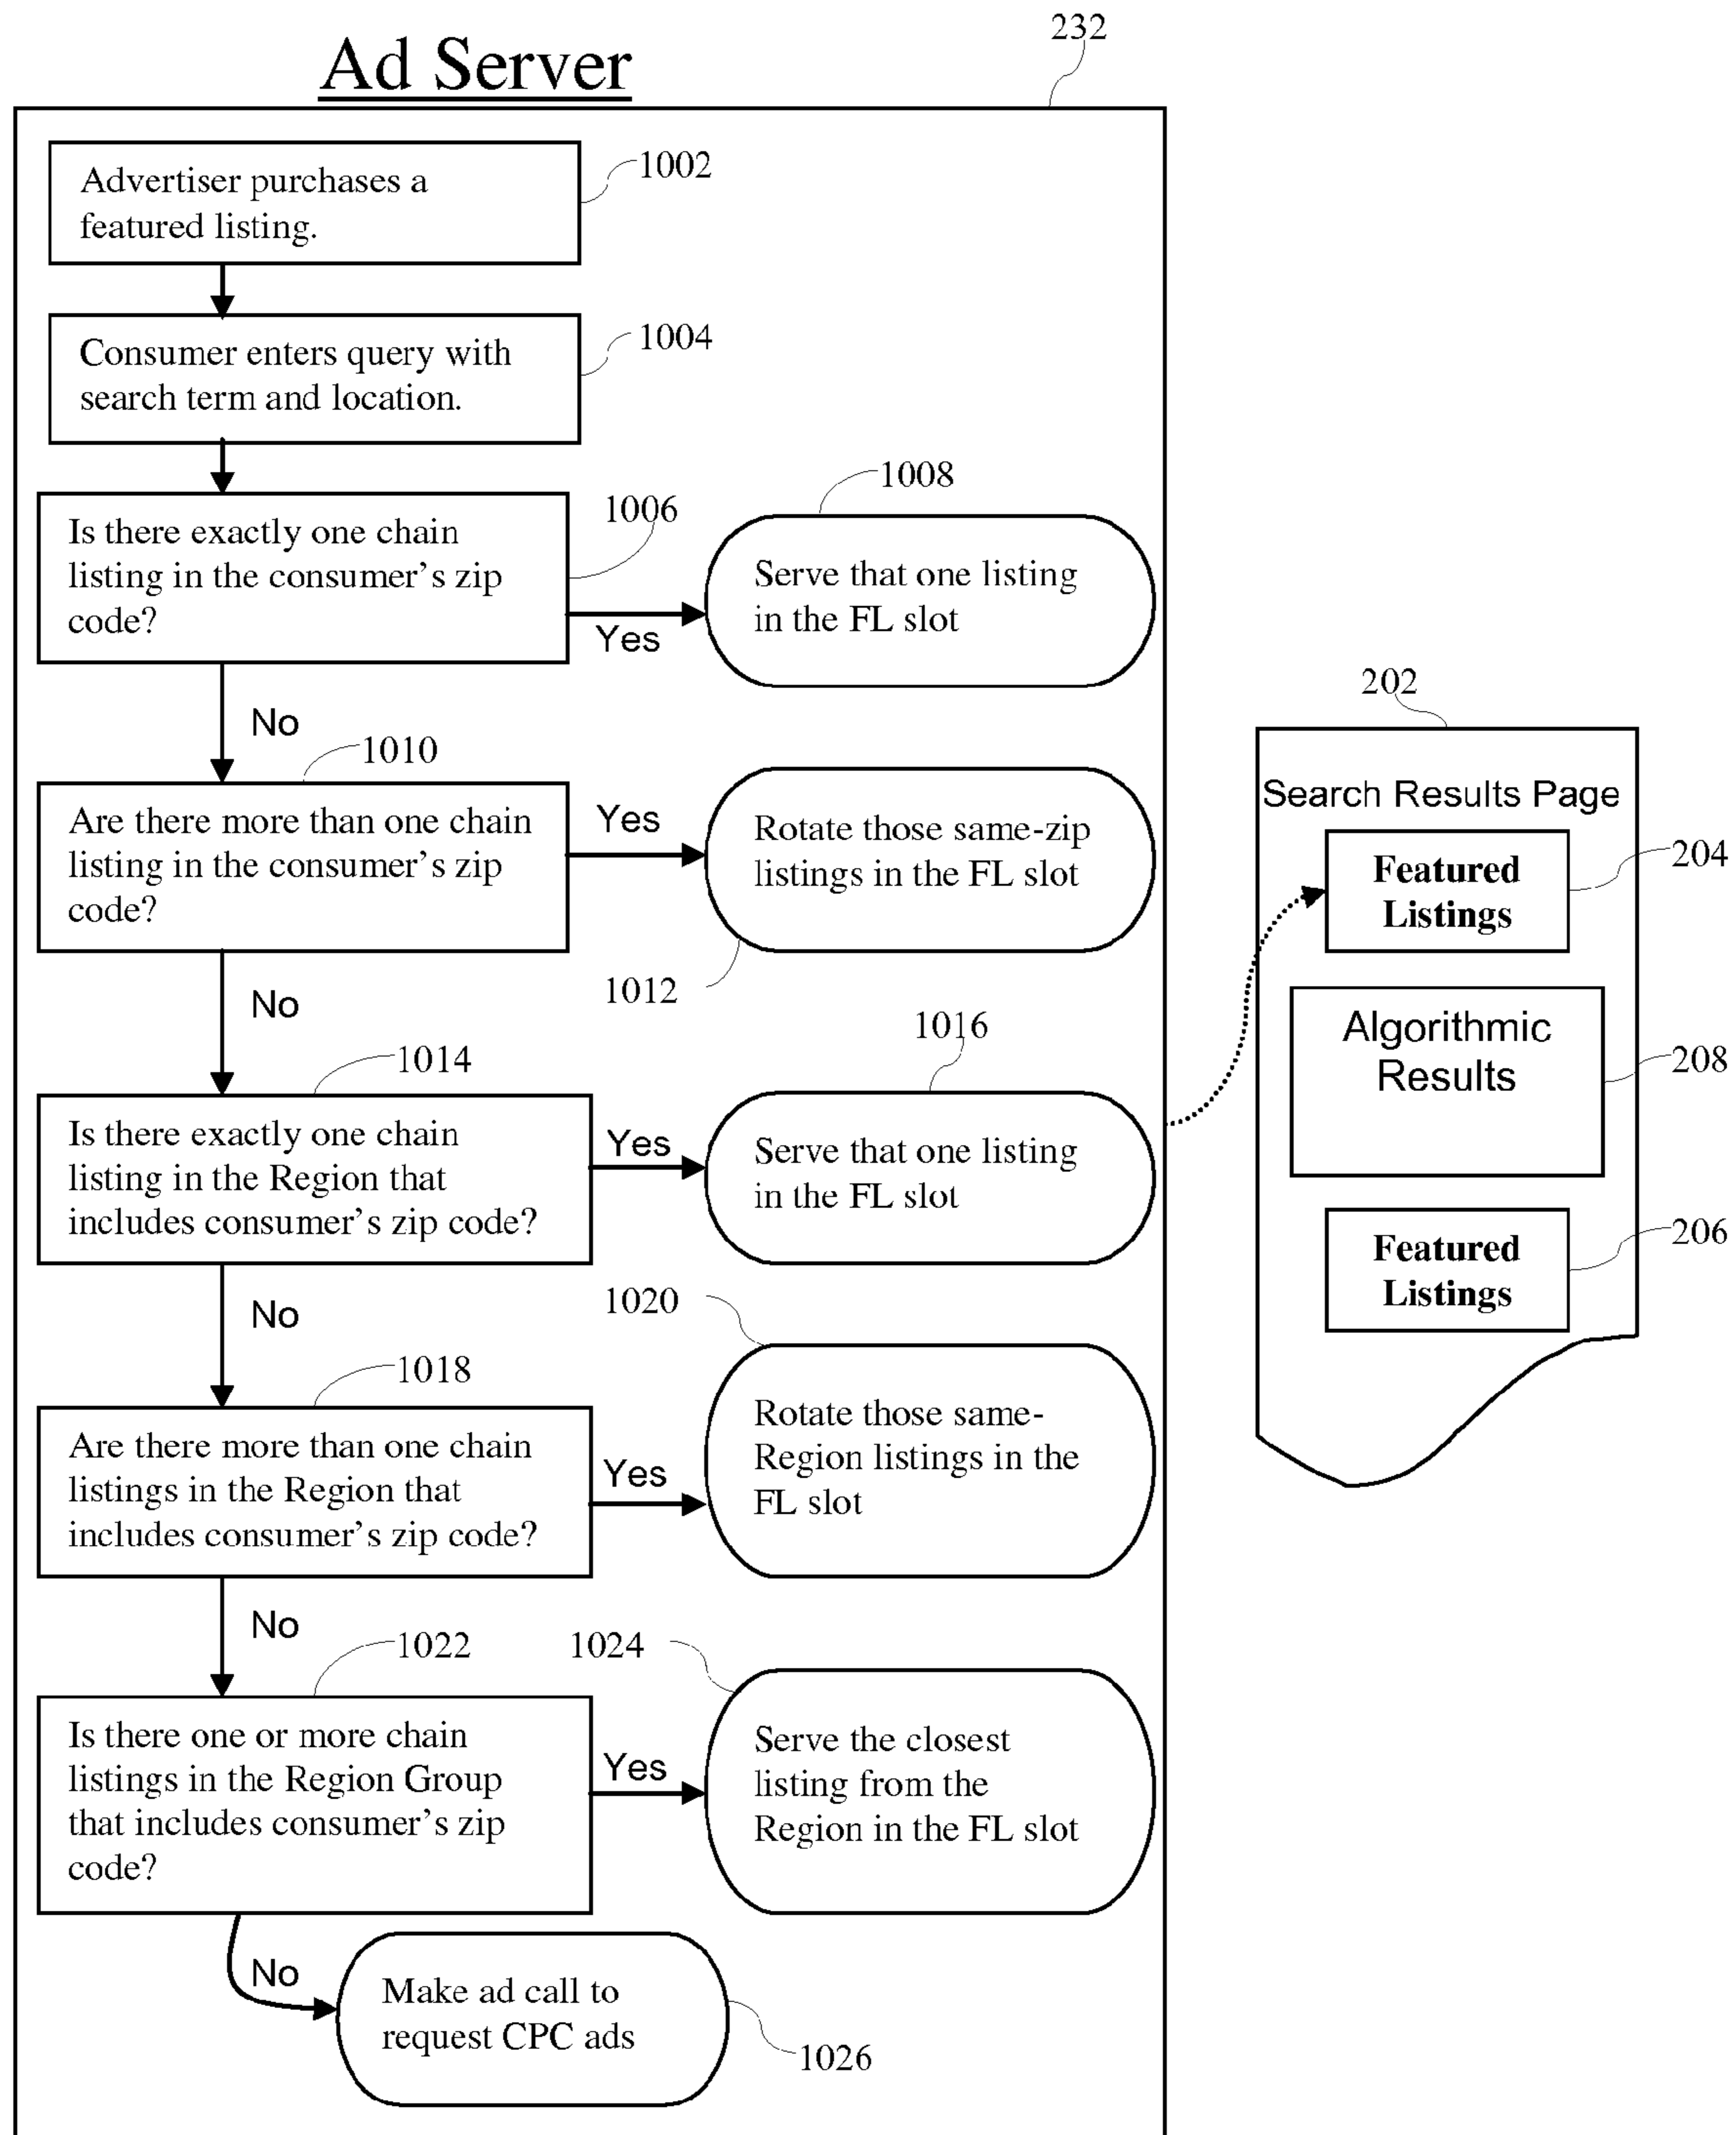 232
Ad Server
Advertiser purchases a
featured listing.
1002
Consumer enters query with
search term and location.
1004
Is there exactly one chain
listing in the consumer’s zip
code?
1006
Yes
1008
Serve that one listing
in the FL slot
No
1010
Are there more than one chain
listing in the consumer’s zip
code?
Yes
Rotate those same-zip
listings in the FL slot
1012
No
1014
Is there exactly one chain
listing in the Region that
includes consumer’s zip code?
Yes
1016
Serve that one listing
in the FL slot
No
1018
Are there more than one chain
listings in the Region that
includes consumer’s zip code?
Yes
1020
Rotate those same-
Region listings in the
FL slot
No
1022
Is there one or more chain
listings in the Region Group
that includes consumer’s zip
code?
Yes
1024
Serve the closest
listing from the
Region in the FL slot
No
Make ad call to
request CPC ads
1026
202
Search Results Page
Featured
Listings
204
Algorithmic
Results
208
Featured
Listings
206